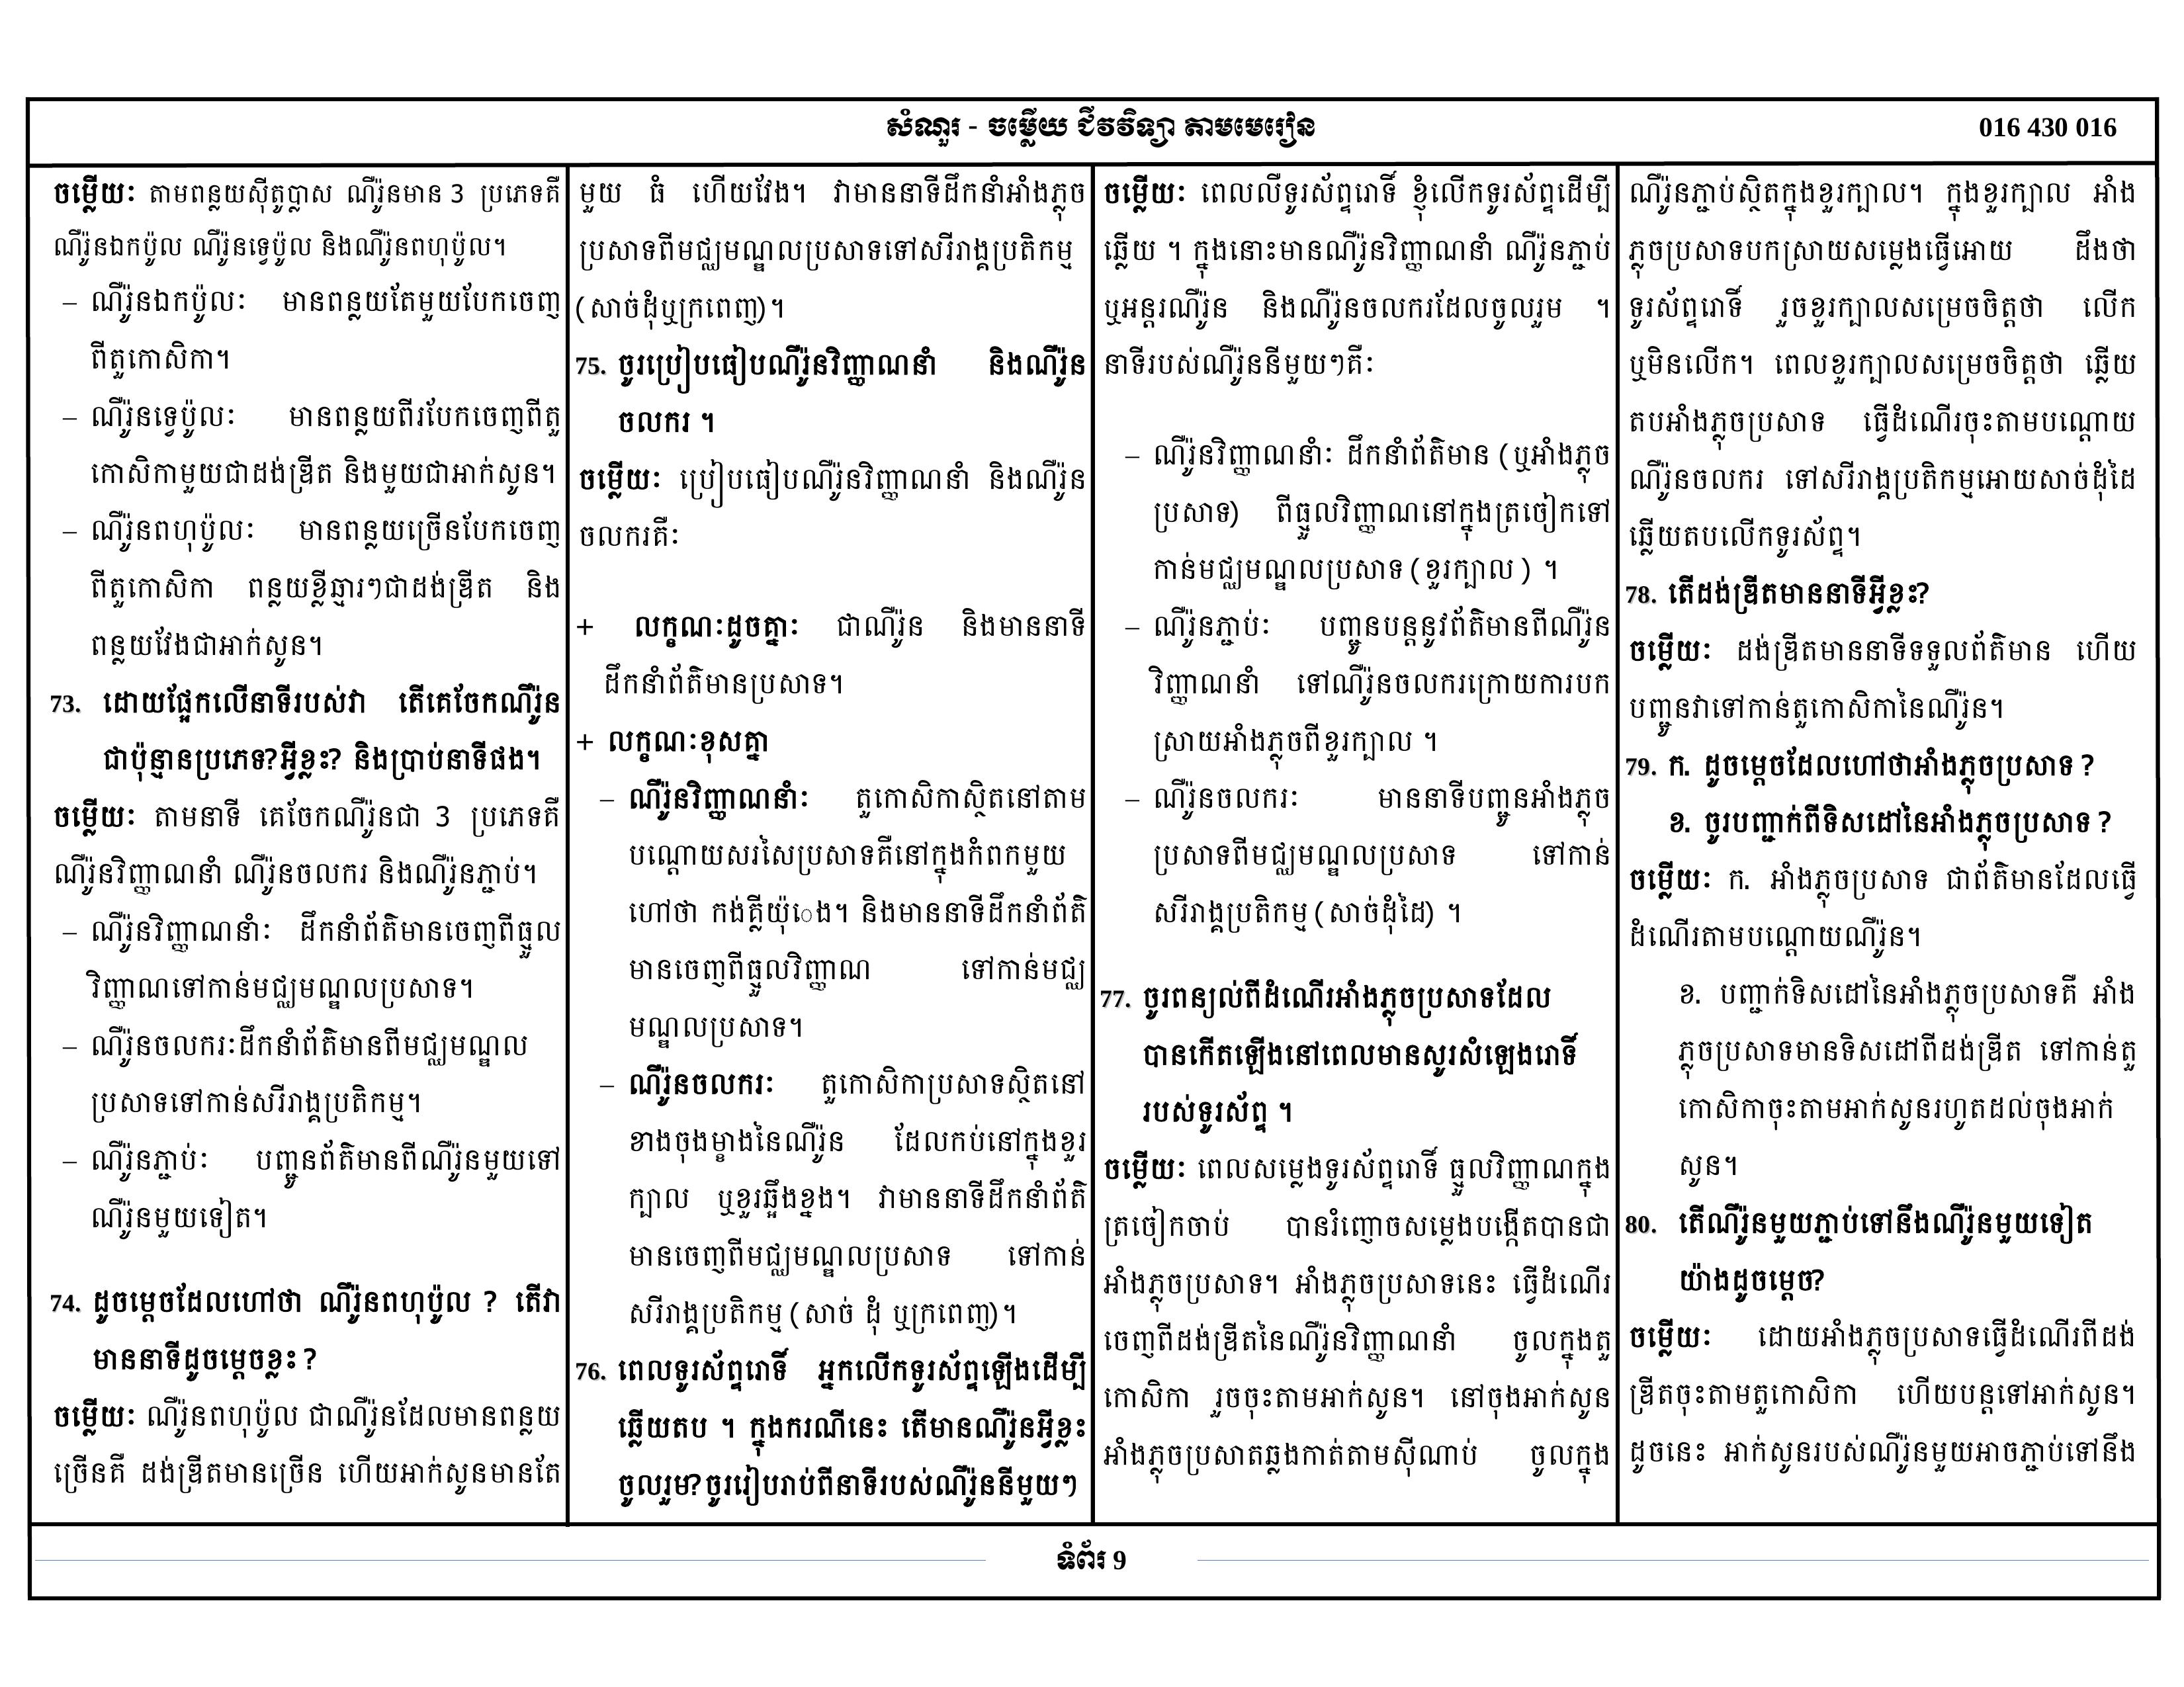 សំណួរ - ចម្លើយ ជីវវិទ្យា តាមមេរៀន
016 430 016
ចម្លើយ៖ តាមពន្លយស៊ីតូប្លាស ណឺរ៉ូនមាន 3 ប្រភេទគឺ
ណឺរ៉ូនឯកប៉ូល ណឺរ៉ូនទ្វេប៉ូល និងណឺរ៉ូនពហុប៉ូល។
– ណឺរ៉ូនឯកប៉ូល៖ មានពន្លយតែមួយបែកចេញ
ពីតួកោសិកា។
– ណឺរ៉ូនទ្វេប៉ូល៖ មានពន្លយពីរបែកចេញពីតួ
កោសិកាមួយជាដង់ឌ្រីត និងមួយជាអាក់សូន។
– ណឺរ៉ូនពហុប៉ូល៖ មានពន្លយច្រើនបែកចេញ
ពីតួកោសិកា ពន្លយខ្លីឆ្មារៗជាដង់ឌ្រីត និង
ពន្លយវែងជាអាក់សូន។
73. ដោយផ្អែកលើនាទីរបស់វា តើគេចែកណឺរ៉ូន
ជាប៉ុន្មានប្រភេទ?អ្វីខ្លះ? និងប្រាប់នាទីផង។
ចម្លើយ៖ តាមនាទី គេចែកណឺរ៉ូនជា 3 ប្រភេទគឺ
ណឺរ៉ូនវិញ្ញាណនាំ ណឺរ៉ូនចលករ និងណឺរ៉ូនភ្ជាប់។
– ណឺរ៉ូនវិញ្ញាណនាំ៖ ដឹកនាំព័ត៌មានចេញពីធ្មួល
វិញ្ញាណទៅកាន់មជ្ឈមណ្ឌលប្រសាទ។
– ណឺរ៉ូនចលករ៖ដឹកនាំព័ត៌មានពីមជ្ឈមណ្ឌល
ប្រសាទទៅកាន់សរីរាង្គប្រតិកម្ម។
– ណឺរ៉ូនភ្ជាប់៖ បញ្ជូនព័ត៌មានពីណឺរ៉ូនមួយទៅ
ណឺរ៉ូនមួយទៀត។
74. ដូចម្តេចដែលហៅថា ណឺរ៉ូនពហុប៉ូល ? តើវា
មាននាទីដូចម្តេចខ្លះ ?
ចម្លើយ៖ ណឺរ៉ូនពហុប៉ូល ជាណឺរ៉ូនដែលមានពន្លយ
ច្រើនគឺ ដង់ឌ្រីតមានច្រើន ហើយអាក់សូនមានតែ
មួយ ធំ ហើយវែង។ វាមាននាទីដឹកនាំអាំងភ្លុច
ប្រសាទពីមជ្ឈមណ្ឌលប្រសាទទៅសរីរាង្គប្រតិកម្ម
(សាច់ដុំឬក្រពេញ)។
75. ចូរប្រៀបធៀបណឺរ៉ូនវិញ្ញាណនាំ និងណឺរ៉ូន
ចលករ ។
ចម្លើយ៖ ប្រៀបធៀបណឺរ៉ូនវិញ្ញាណនាំ និងណឺរ៉ូន
ចលករគឺ៖
+ លក្ខណៈដូចគ្នា៖ ជាណឺរ៉ូន និងមាននាទី
ដឹកនាំព័ត៌មានប្រសាទ។
+ លក្ខណៈខុសគ្នា
– ណឺរ៉ូនវិញ្ញាណនាំ៖ តួកោសិកាស្ថិតនៅតាម
បណ្តោយសរសៃប្រសាទគឺនៅក្នុងកំពកមួយ
ហៅថា កង់គ្លីយ៉ុេង។ និងមាននាទីដឹកនាំព័ត៌
មានចេញពីធ្មួលវិញ្ញាណ ទៅកាន់មជ្ឈ
មណ្ឌលប្រសាទ។
– ណឺរ៉ូនចលករ៖ តួកោសិកាប្រសាទស្ថិតនៅ
ខាងចុងម្ខាងនៃណឺរ៉ូន ដែលកប់នៅក្នុងខួរ
ក្បាល ឬខួរឆ្អឹងខ្នង។ វាមាននាទីដឹកនាំព័ត៌
មានចេញពីមជ្ឈមណ្ឌលប្រសាទ ទៅកាន់
សរីរាង្គប្រតិកម្ម (សាច់ ដុំ ឬក្រពេញ)។
76. ពេលទូរស័ព្ទរោទិ៍ អ្នកលើកទូរស័ព្ទឡើងដើម្បី
ឆ្លើយតប ។ ក្នុងករណីនេះ តើមានណឺរ៉ូនអ្វីខ្លះ
ចូលរួម?ចូររៀបរាប់ពីនាទីរបស់ណឺរ៉ូននីមួយៗ
ចម្លើយ៖ ពេលលឺទូរស័ព្ទរោទិ៍ ខ្ញុំលើកទូរស័ព្ទដើម្បី
ឆ្លើយ ។ ក្នុងនោះមានណឺរ៉ូនវិញ្ញាណនាំ ណឺរ៉ូនភ្ជាប់
ឬអន្តរណឺរ៉ូន និងណឺរ៉ូនចលករដែលចូលរួម ។
នាទីរបស់ណឺរ៉ូននីមួយៗគឺ៖
– ណឺរ៉ូនវិញ្ញាណនាំ៖ ដឹកនាំព័ត៌មាន (ឬអាំងភ្លុច
ប្រសាទ) ពីធ្មួលវិញ្ញាណនៅក្នុងត្រចៀកទៅ
កាន់មជ្ឈមណ្ឌលប្រសាទ (ខួរក្បាល ) ។
– ណឺរ៉ូនភ្ជាប់៖ បញ្ជូនបន្តនូវព័ត៌មានពីណឺរ៉ូន
វិញ្ញាណនាំ ទៅណឺរ៉ូនចលករក្រោយការបក
ស្រាយអាំងភ្លុចពីខួរក្បាល ។
– ណឺរ៉ូនចលករ៖ មាននាទីបញ្ជូនអាំងភ្លុច
ប្រសាទពីមជ្ឈមណ្ឌលប្រសាទ ទៅកាន់
សរីរាង្គប្រតិកម្ម (សាច់ដុំដៃ) ។
77. ចូរពន្យល់ពីដំណើរអាំងភ្លុចប្រសាទដែល
បានកើតឡើងនៅពេលមានសូរសំឡេងរោទិ៍
របស់ទូរស័ព្ទ ។
ចម្លើយ៖ ពេលសម្លេងទូរស័ព្ទរោទិ៍ ធ្មួលវិញ្ញាណក្នុង
ត្រចៀកចាប់ បានរំញោចសម្លេងបង្កើតបានជា
អាំងភ្លុចប្រសាទ។ អាំងភ្លុចប្រសាទនេះ ធ្វើដំណើរ
ចេញពីដង់ឌ្រីតនៃណឺរ៉ូនវិញ្ញាណនាំ ចូលក្នុងតួ
កោសិកា រួចចុះតាមអាក់សូន។ នៅចុងអាក់សូន
អាំងភ្លុចប្រសាតឆ្លងកាត់តាមស៊ីណាប់ ចូលក្នុង
ណឺរ៉ូនភ្ជាប់ស្ថិតក្នុងខួរក្បាល។ ក្នុងខួរក្បាល អាំង
ភ្លុចប្រសាទបកស្រាយសម្លេងធ្វើអោយ ដឹងថា
ទូរស័ព្ទរោទិ៍ រួចខួរក្បាលសម្រេចចិត្តថា លើក
ឬមិនលើក។ ពេលខួរក្បាលសម្រេចចិត្តថា ឆ្លើយ
តបអាំងភ្លុចប្រសាទ ធ្វើដំណើរចុះតាមបណ្តោយ
ណឺរ៉ូនចលករ ទៅសរីរាង្គប្រតិកម្មអោយសាច់ដុំដៃ
ឆ្លើយតបលើកទូរស័ព្ទ។
78. តើដង់ឌ្រីតមាននាទីអ្វីខ្លះ?
ចម្លើយ៖ ដង់ឌ្រីតមាននាទីទទួលព័ត៌មាន ហើយ
បញ្ជូនវាទៅកាន់តួកោសិកានៃណឺរ៉ូន។
79. ក. ដូចម្តេចដែលហៅថាអាំងភ្លុចប្រសាទ ?
ខ. ចូរបញ្ជាក់ពីទិសដៅនៃអាំងភ្លុចប្រសាទ ?
ចម្លើយ៖ ក. អាំងភ្លុចប្រសាទ ជាព័ត៌មានដែលធ្វើ
ដំណើរតាមបណ្តោយណឺរ៉ូន។
ខ. បញ្ជាក់ទិសដៅនៃអាំងភ្លុចប្រសាទគឺ អាំង
ភ្លុចប្រសាទមានទិសដៅពីដង់ឌ្រីត ទៅកាន់តួ
កោសិកាចុះតាមអាក់សូនរហូតដល់ចុងអាក់
សូន។
80. តើណឺរ៉ូនមួយភ្ជាប់ទៅនឹងណឺរ៉ូនមួយទៀត
យ៉ាងដូចម្តេច?
ចម្លើយ៖ ដោយអាំងភ្លុចប្រសាទធ្វើដំណើរពីដង់
ឌ្រីតចុះតាមតួកោសិកា ហើយបន្តទៅអាក់សូន។
ដូចនេះ អាក់សូនរបស់ណឺរ៉ូនមួយអាចភ្ជាប់ទៅនឹង
ទំព័រ 9